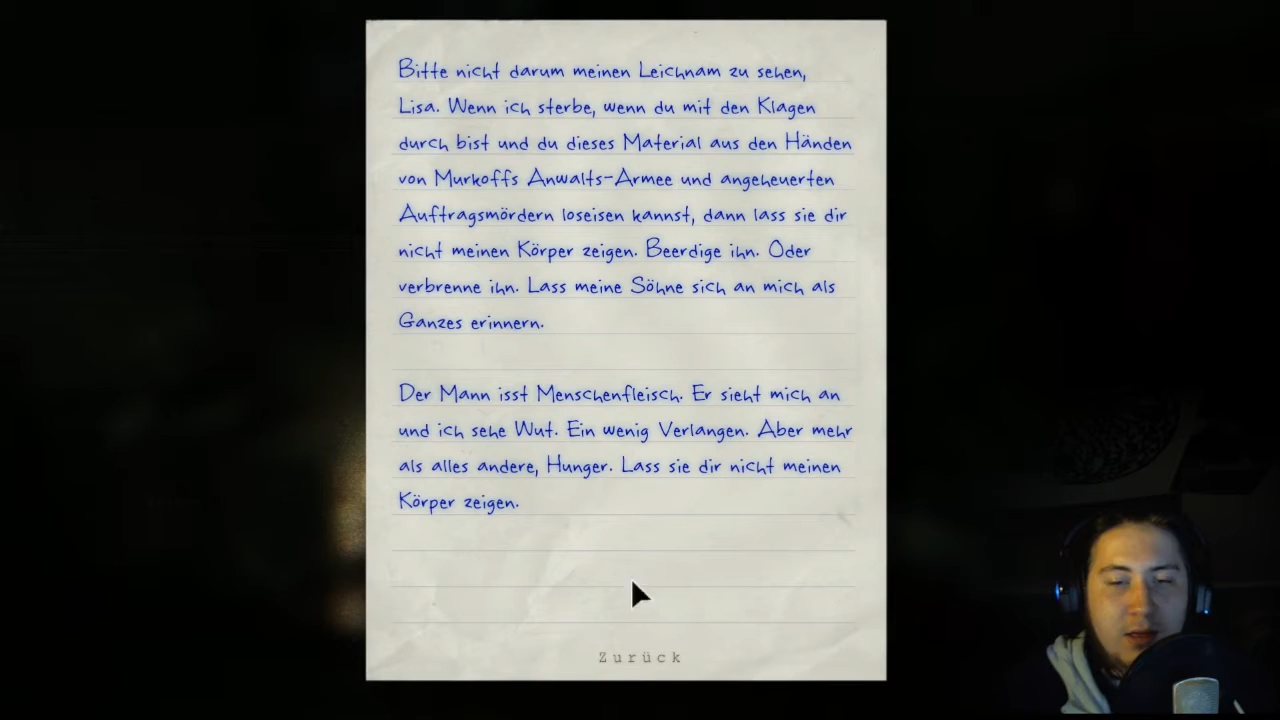 Bitte nicht darum meinen Leichnam zu sehen,
Lisa. Wenn ich sterbe, wenn du mit den Klagen
durch bist und du dieses Material aus den Händen
von Murkoffs Anwalts-Armee und angeheuerten
Auftragsmördern loseisen kannst, dann lass sie dir
nicht meinen Körper zeigen. Beerdige ihn. Oder
verbrenne ihn. Lass meine Söhne sich an mich als
Ganzes erinnern.
Der Mann isst Menschenfleisch. Er sieht mich an
und ich sehe Wut. Ein wenig Verlangen. Aber mehr
als alles andere, Hunger. Lass sie dir nicht meinen
Körper zeigen.
Zurück